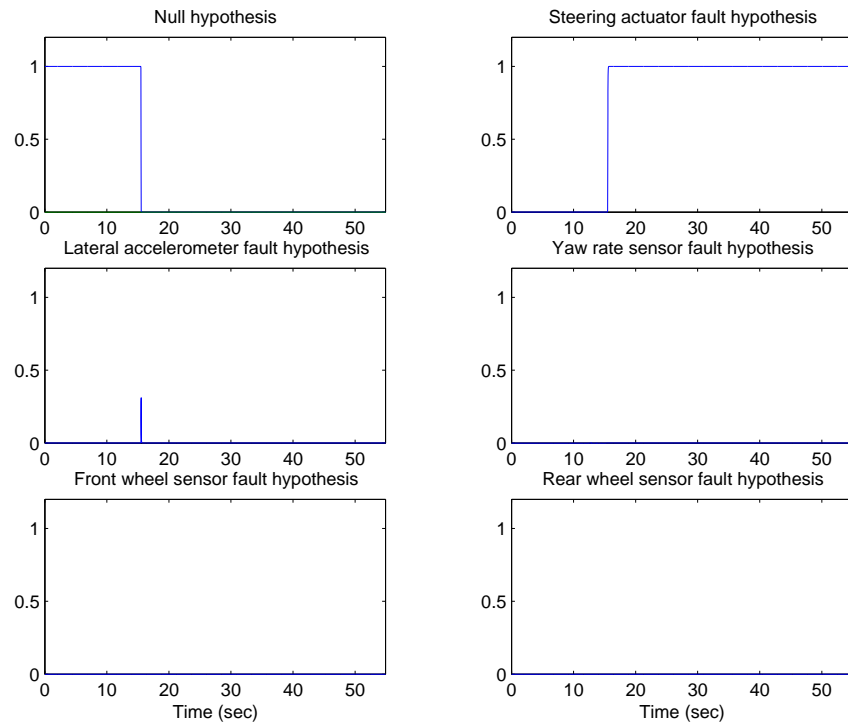 Null hypothesis
Steering actuator fault hypothesis
1
0.5
0
0 10 20 30 40 50
1
0.5
0
0 10 20 30 40 50
Lateral accelerometer fault hypothesis
Yaw rate sensor fault hypothesis
1
0.5
0
0 10 20 30 40 50
1
0.5
0
0 10 20 30 40 50
Front wheel sensor fault hypothesis
Rear wheel sensor fault hypothesis
1
0.5
0
0 10 20 30 40 50
Time (sec)
1
0.5
0
0 10 20 30 40 50
Time (sec)